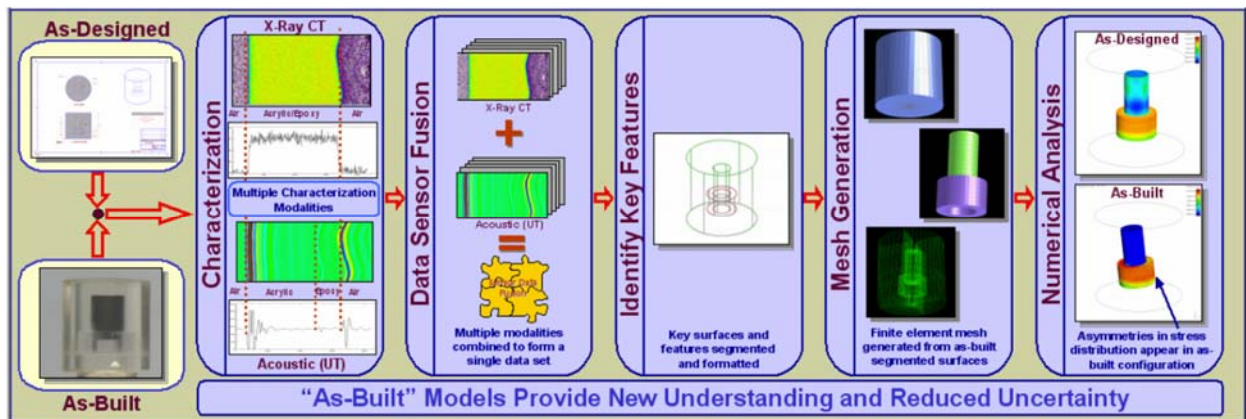 As-Designed
As-Built
Characterization
X-Ray CT
Air
Acrylic/Epoxy
Air
Multiple Characterization
Modalities
Air
Acrylic
Epoxy
Air
Acoustic (UT)
Data Sensor Fusion
X-Ray CT
+
Acoustic (UT)
=
Data
Fusion
Multiple modalities
combined to form a
single data set
Identify Key Features
Key surfaces and
features segmented
and formatted
Mesh Generation
Finite element mesh
generated from as-built
segmented surfaces
Numerical Analysis
As-Designed
As-Built
Asymmetries in stress
distribution appear in as-
built configuration
“As-Built” Models Provide New Understanding and Reduced Uncertainty